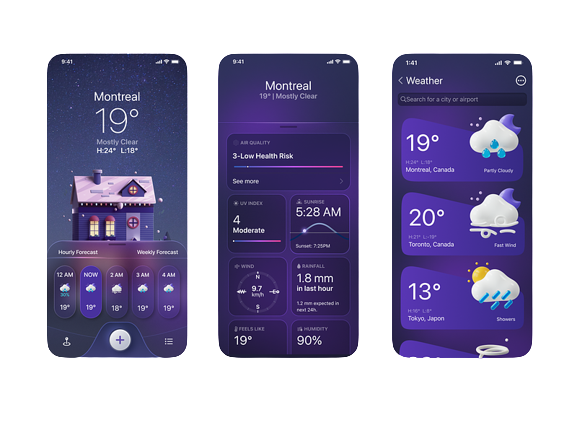 9:41
Montreal
19°
Mostly Clear
H:24° L:18°
Hourly Forecast Weekly Forecast
12 AM NOW 2 AM 3 AM 4 AM
30%
19° 19° 18° 19° 19°
9:41
Montreal
19° | Mostly Clear
AIR QUALITY
3-Low Health Risk
See more
UV INDEX
4
Moderate
SUNRISE
5:28 AM
Sunset: 7:25PM
WIND
N
9.7
km/h
S
RAINFALL
1.8 mm
in last hour
1.2 mm expected in
next 24h.
FEELS LIKE
19°
HUMIDITY
90%
1:41
Weather
Search for a city or airport
19°
H:24° L:18°
Montreal, Canada
Partly Cloudy
20°
Toronto, Canada
Fast Wind
13°
Tokyo, Japon
Showers